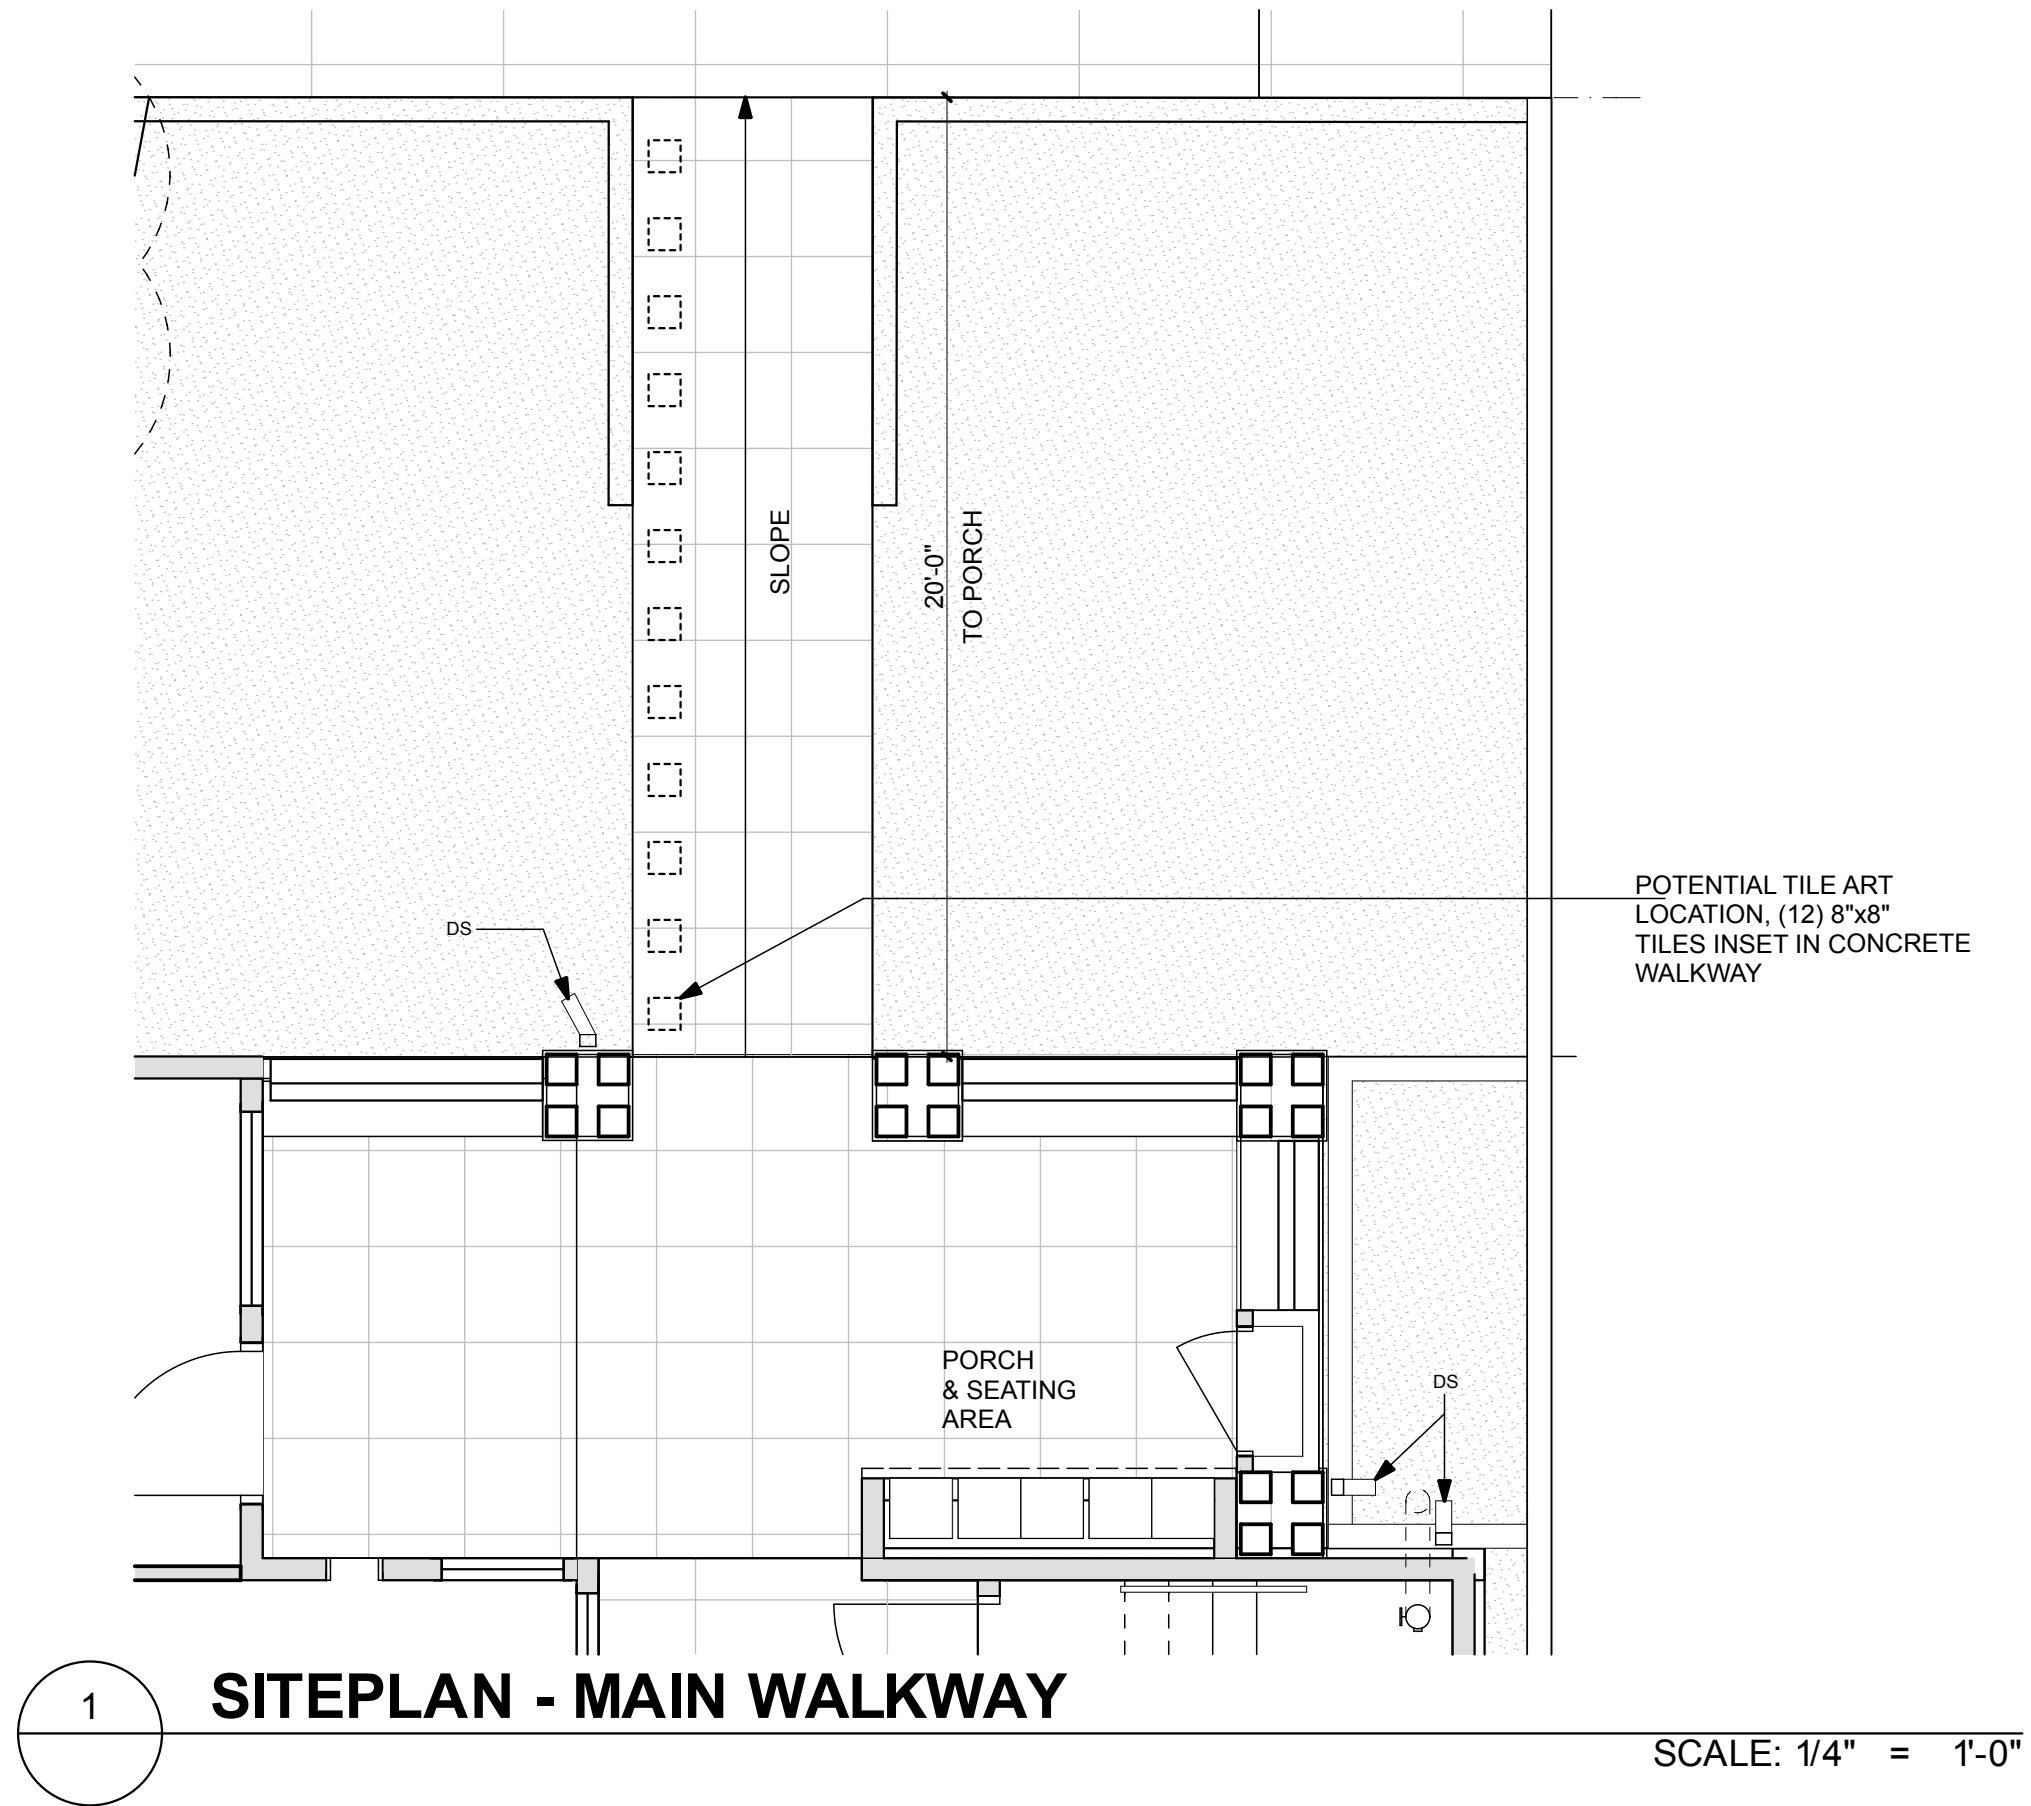 SLOPE
20'-0"
TO PORCH
POTENTIAL TILE ART
LOCATION, (12) 8"x8"
TILES INSET IN CONCRETE
WALKWAY
DS
PORCH
& SEATING
AREA
DS
1
SITEPLAN - MAIN WALKWAY
SCALE: 1/4" = 1'-0"